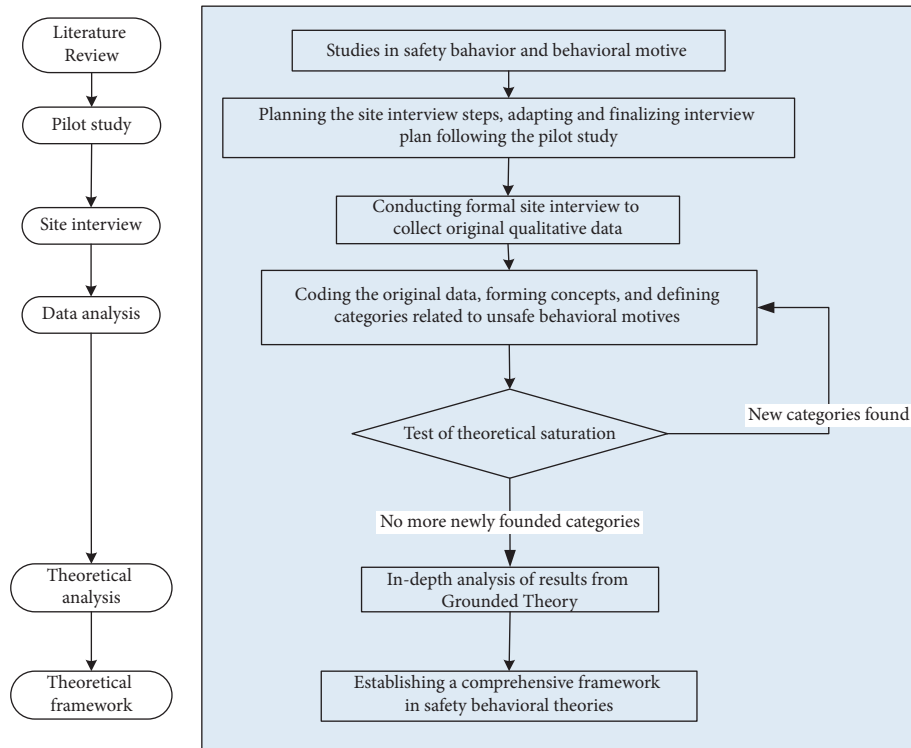 Literature
Review
Pilot study
Site interview
Data analysis
Theoretical
analysis
Theoretical
framework
Studies in safety bahavior and behavioral motive
Planning the site interview steps, adapting and finalizing interview
plan following the pilot study
Conducting formal site interview to
collect original qualitative data
Coding the original data, forming concepts, and defining
categories related to unsafe behavioral motives
Test of theoretical saturation
New categories found
No more newly founded categories
In-depth analysis of results from
Grounded Theory
Establishing a comprehensive framework
in safety behavioral theories